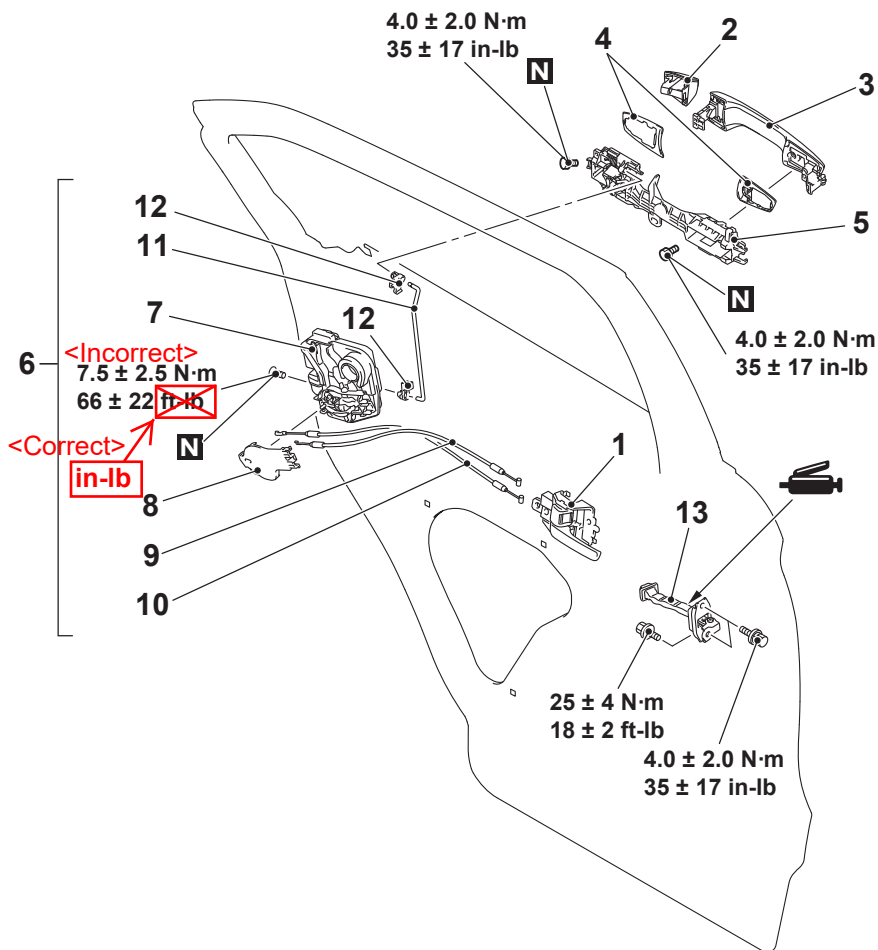 4.0 ± 2.0 N·m
35 ± 17 in-lb
N
4
2
3
12
11
5
7
12
N
4.0 ± 2.0 N·m
35 ± 17 in-lb
6
<Incorrect>
7.5 ± 2.5 N·m
66 ± 22 ft-lb
<Correct>
N
in-lb
8
9
10
1
13
25 ± 4 N·m
18 ± 2 ft-lb
4.0 ± 2.0 N·m
35 ± 17 in-lb